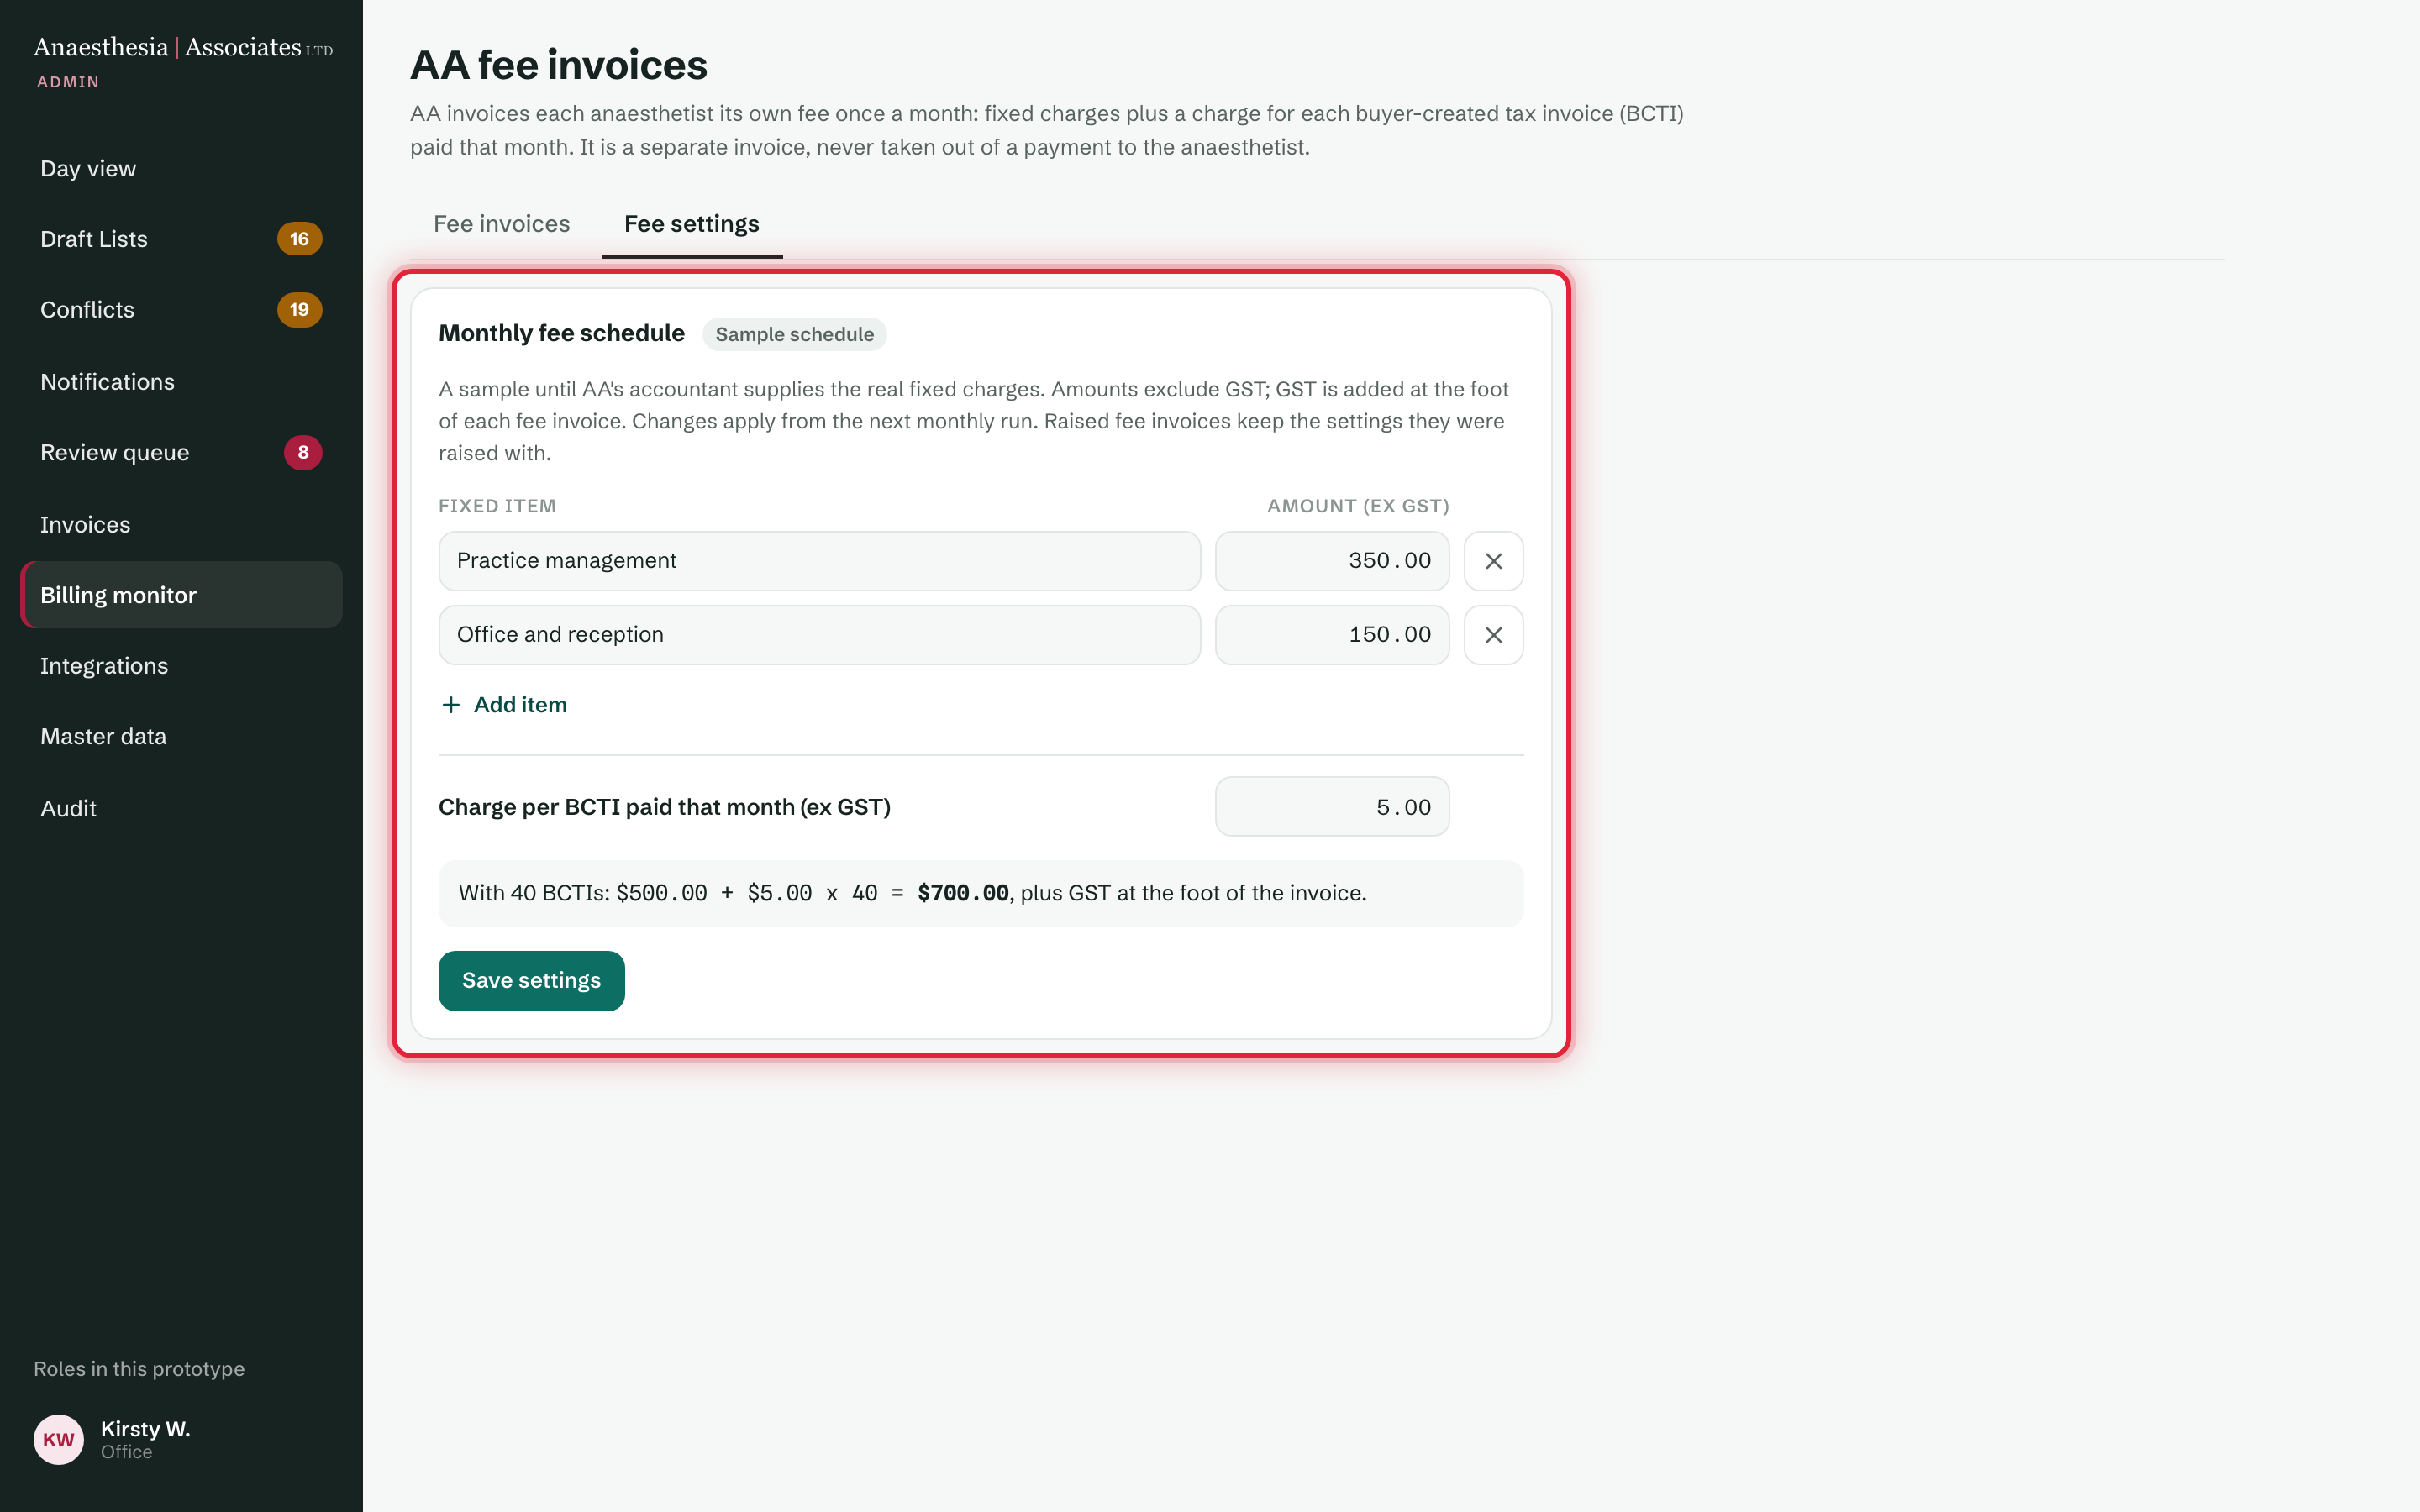 Anaesthesia | Associates LTD
ADMIN
Day view
Draft Lists 16
Conflicts 19
Notifications
Review queue 8
Invoices
Billing monitor
Integrations
Master data
Audit
Roles in this prototype
KW
Kirsty W.
Office
AA fee invoices
AA invoices each anaesthetist its own fee once a month: fixed charges plus a charge for each buyer-created tax invoice (BCTI)
paid that month. It is a separate invoice, never taken out of a payment to the anaesthetist.
Fee invoices Fee settings
Monthly fee schedule Sample schedule
A sample until AA's accountant supplies the real fixed charges. Amounts exclude GST; GST is added at the foot
of each fee invoice. Changes apply from the next monthly run. Raised fee invoices keep the settings they were
raised with.
FIXED ITEM AMOUNT (EX GST)
Practice management 350.00
Office and reception 150.00
+ Add item
Charge per BCTI paid that month (ex GST) 5.00
With 40 BCTIs: $500.00 + $5.00 x 40 = $700.00, plus GST at the foot of the invoice.
Save settings